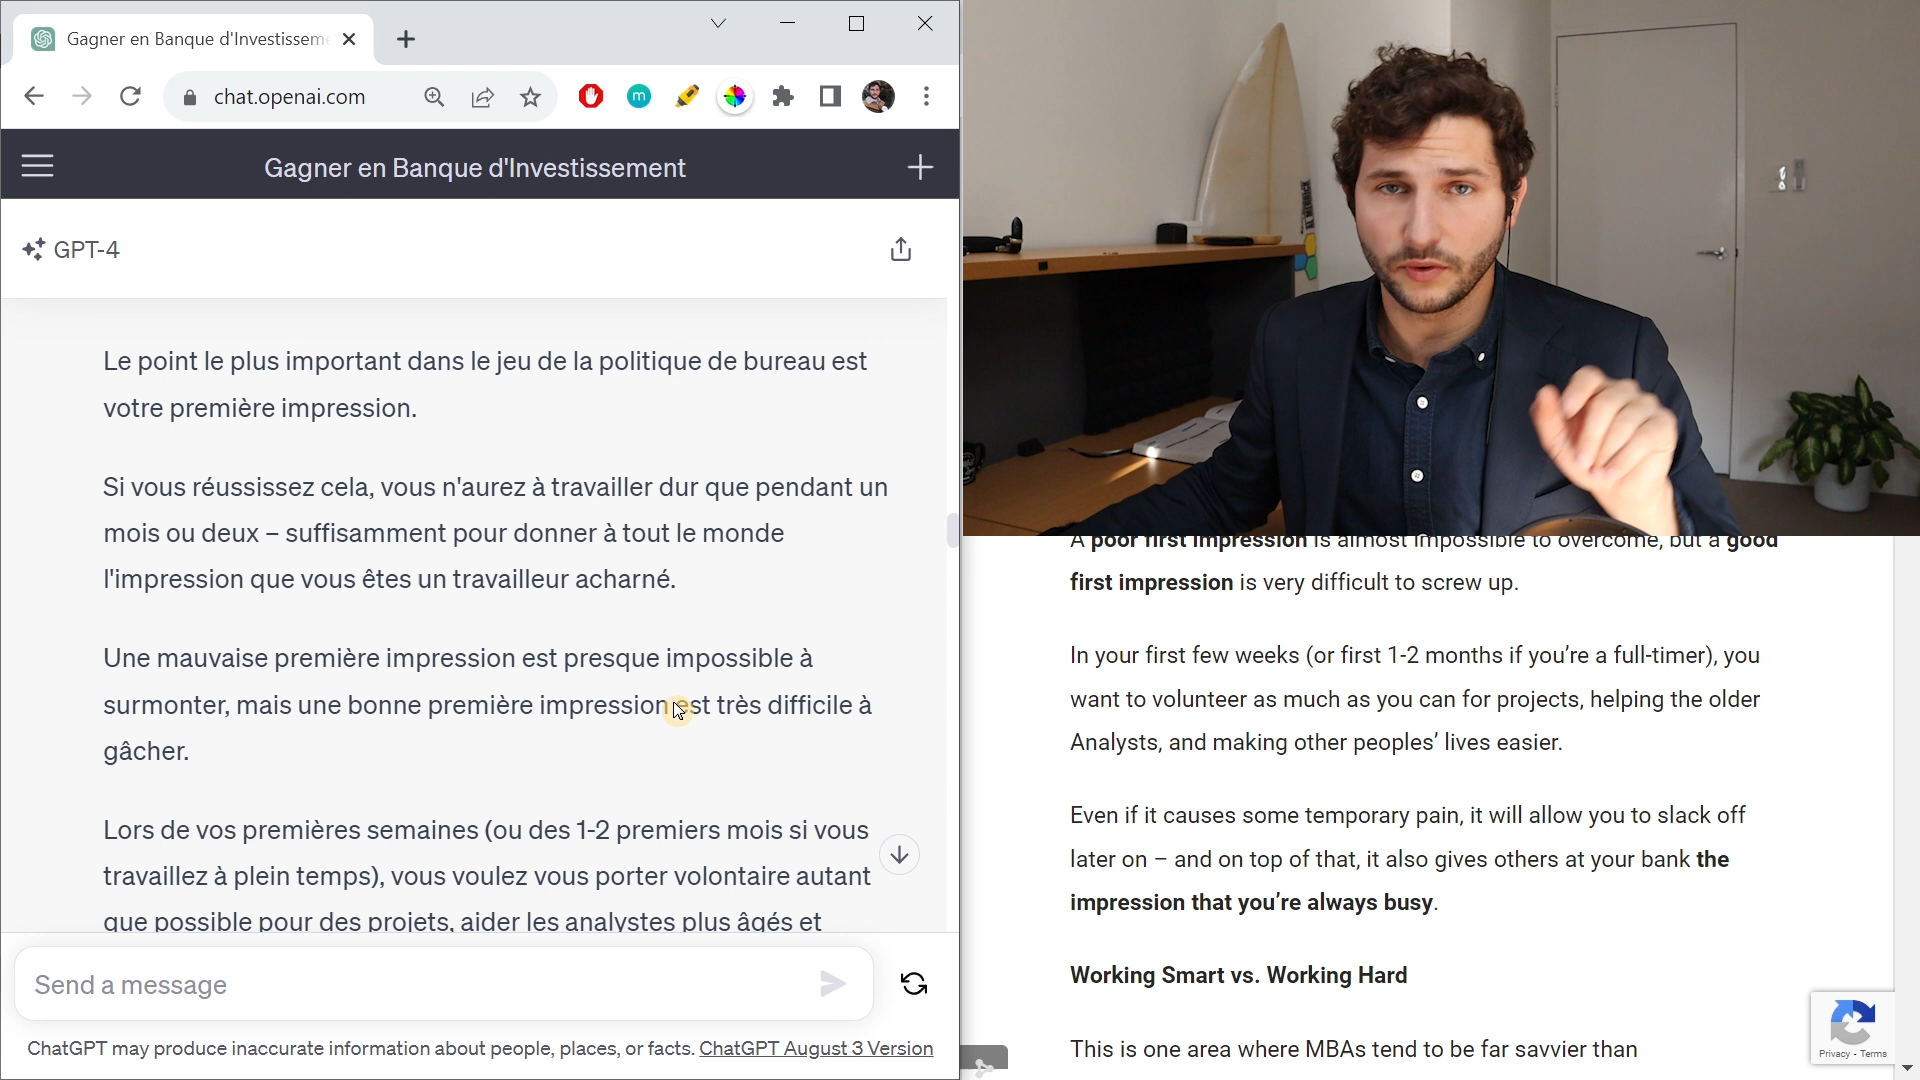 Gagner en Banque d'Investissem
chat.openai.com
m
Gagner en Banque d'Investissement
GPT-4
Le point le plus important dans le jeu de la politique de bureau est
votre première impression.
Si vous réussissez cela, vous n'aurez à travailler dur que pendant un
mois ou deux – suffisamment pour donner à tout le monde
l'impression que vous êtes un travailleur acharné.
Une mauvaise première impression est presque impossible à
surmonter, mais une bonne première impression est très difficile à
gâcher.
Lors de vos premières semaines (ou des 1-2 premiers mois si vous
travaillez à plein temps), vous voulez vous porter volontaire autant
que possible pour des projets, aider les analystes plus âgés et
Send a message
ChatGPT may produce inaccurate information about people, places, or facts. ChatGPT August 3 Version
A poor first impression is almost impossible to overcome, but a good
first impression is very difficult to screw up.
In your first few weeks (or first 1-2 months if you’re a full-timer), you
want to volunteer as much as you can for projects, helping the older
Analysts, and making other peoples’ lives easier.
Even if it causes some temporary pain, it will allow you to slack off
later on – and on top of that, it also gives others at your bank the
impression that you’re always busy.
Working Smart vs. Working Hard
This is one area where MBAs tend to be far savvier than
Privacy - Terms